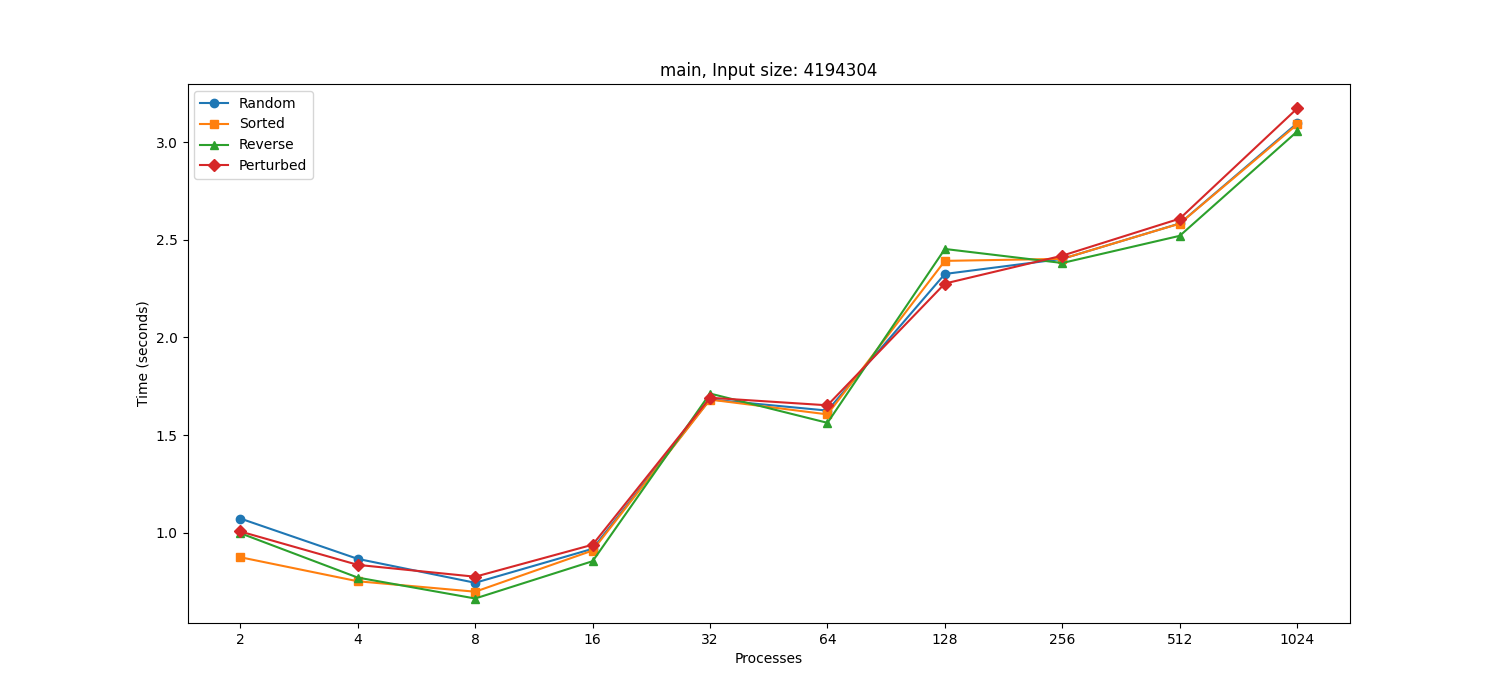 main, Input size: 4194304
Random
Sorted
Reverse
Perturbed
Time (seconds)
3.0
2.5
2.0
1.5
1.0
2 4 8 16 32 64 128 256 512 1024
Processes